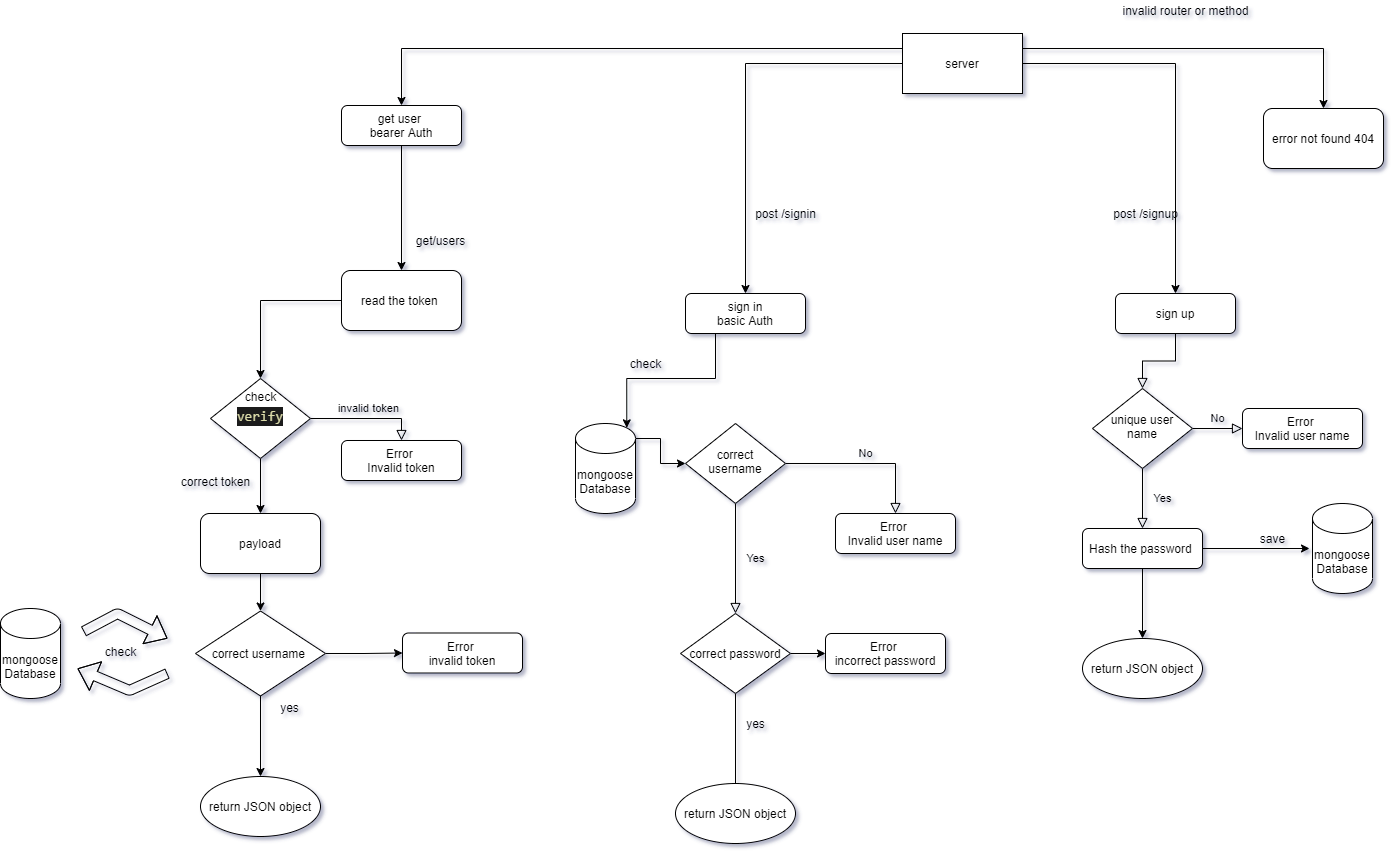 invalid router or method
server
error not found 404
get user
bearer Auth
get/users
read the token
check
verify
invalid token
Error
Invalid token
correct token
payload
mongoose
Database
check
correct username
Error
invalid token
yes
return JSON object
post /signin
sign in
basic Auth
check
mongoose
Database
correct
username
No
Error
Invalid user name
Yes
correct password
Error
incorrect password
yes
return JSON object
post /signup
sign up
unique user
name
No
Error
Invalid user name
Yes
Hash the password
save
mongoose
Database
return JSON object